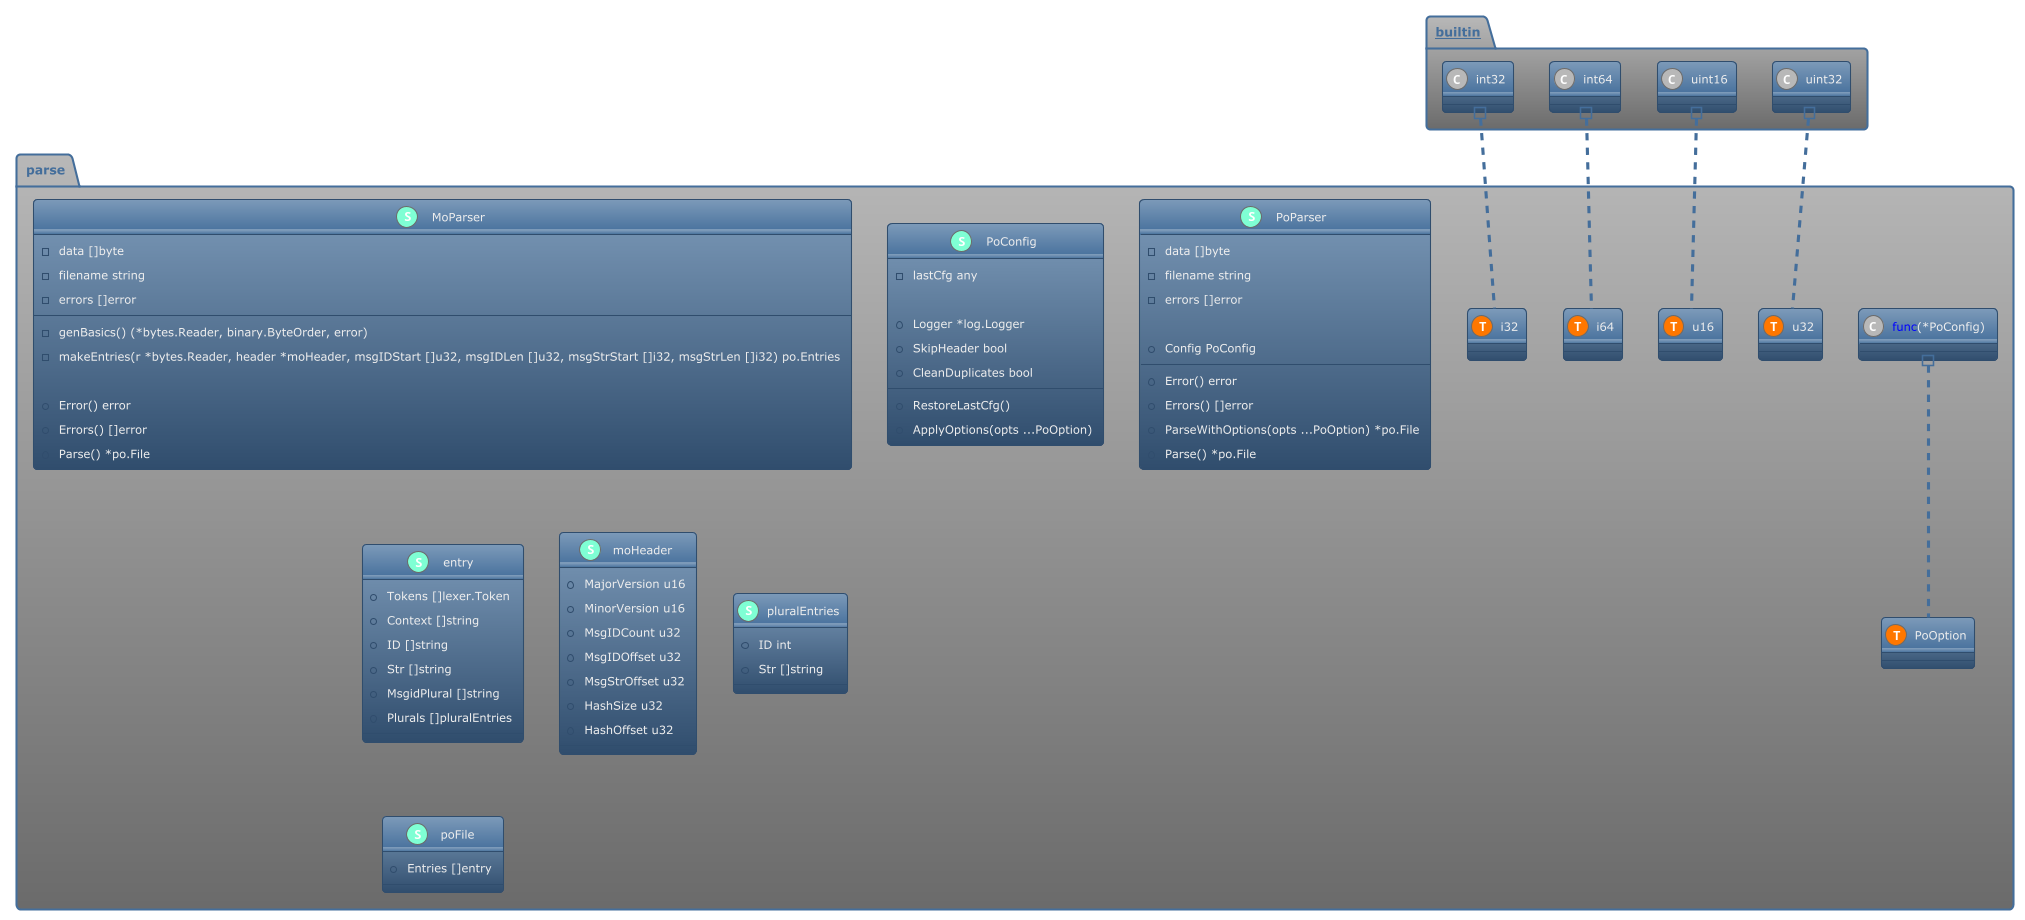 builtin
C int32
C int64
C uint16
C uint32
parse
S MoParser
data []byte
filename string
errors []error
genBasics() (*bytes.Reader, binary.ByteOrder, error)
makeEntries(r *bytes.Reader, header *moHeader, msgIDStart []u32, msgIDLen []u32, msgStrStart []i32, msgStrLen []i32) po.Entries
Error() error
Errors() []error
Parse() *po.File
S PoConfig
lastCfg any
Logger *log.Logger
SkipHeader bool
CleanDuplicates bool
RestoreLastCfg()
ApplyOptions(opts ...PoOption)
S PoParser
data []byte
filename string
errors []error
Config PoConfig
Error() error
Errors() []error
ParseWithOptions(opts ...PoOption) *po.File
Parse() *po.File
T i32
T i64
T u16
T u32
C func(*PoConfig)
S entry
Tokens []lexer.Token
Context []string
ID []string
Str []string
MsgidPlural []string
Plurals []pluralEntries
S moHeader
MajorVersion u16
MinorVersion u16
MsgIDCount u32
MsgIDOffset u32
MsgStrOffset u32
HashSize u32
HashOffset u32
S pluralEntries
ID int
Str []string
T PoOption
S poFile
Entries []entry